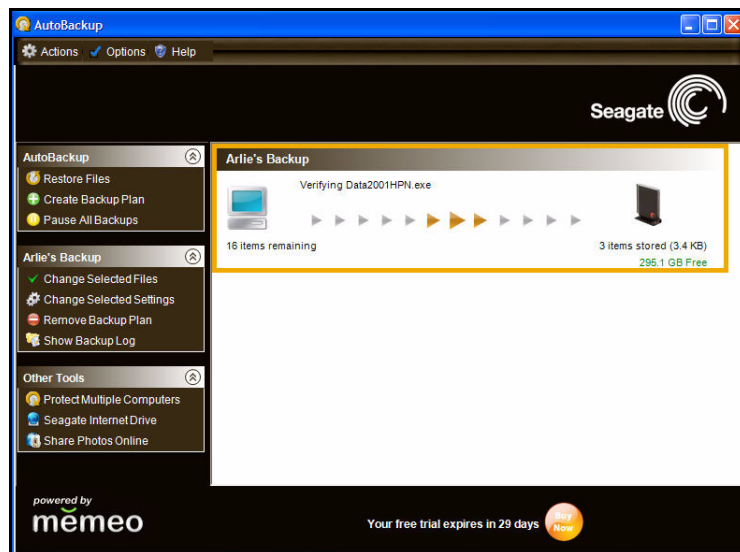 AutoBackup
Actions Options Help
Seagate
AutoBackup
Restore Files
Create Backup Plan
Pause All Backups
Arlie's Backup
Change Selected Files
Change Selected Settings
Remove Backup Plan
Show Backup Log
Other Tools
Protect Multiple Computers
Seagate Internet Drive
Share Photos Online
Arlie's Backup
Verifying Data2001HPN.exe
16 items remaining
3 items stored (3.4 KB)
295.1 GB Free
powered by
mĕmeo
Your free trial expires in 29 days
Buy
Now